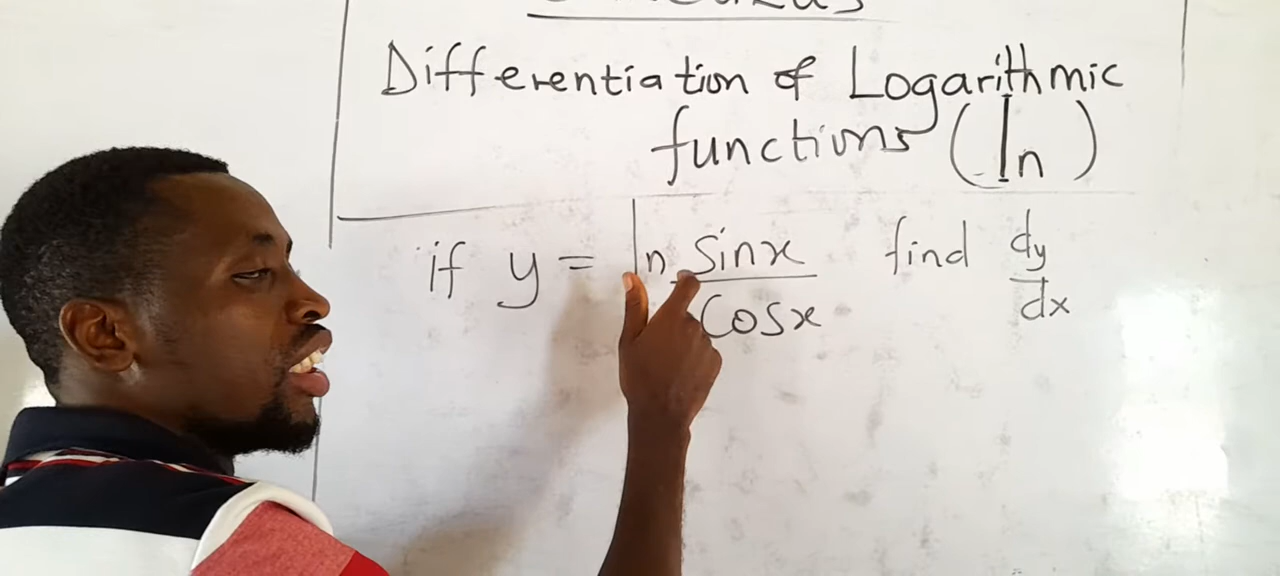 Differentiation of Logarithmic
functions (ln)
if y = ln sinx/cosx find dy/dx